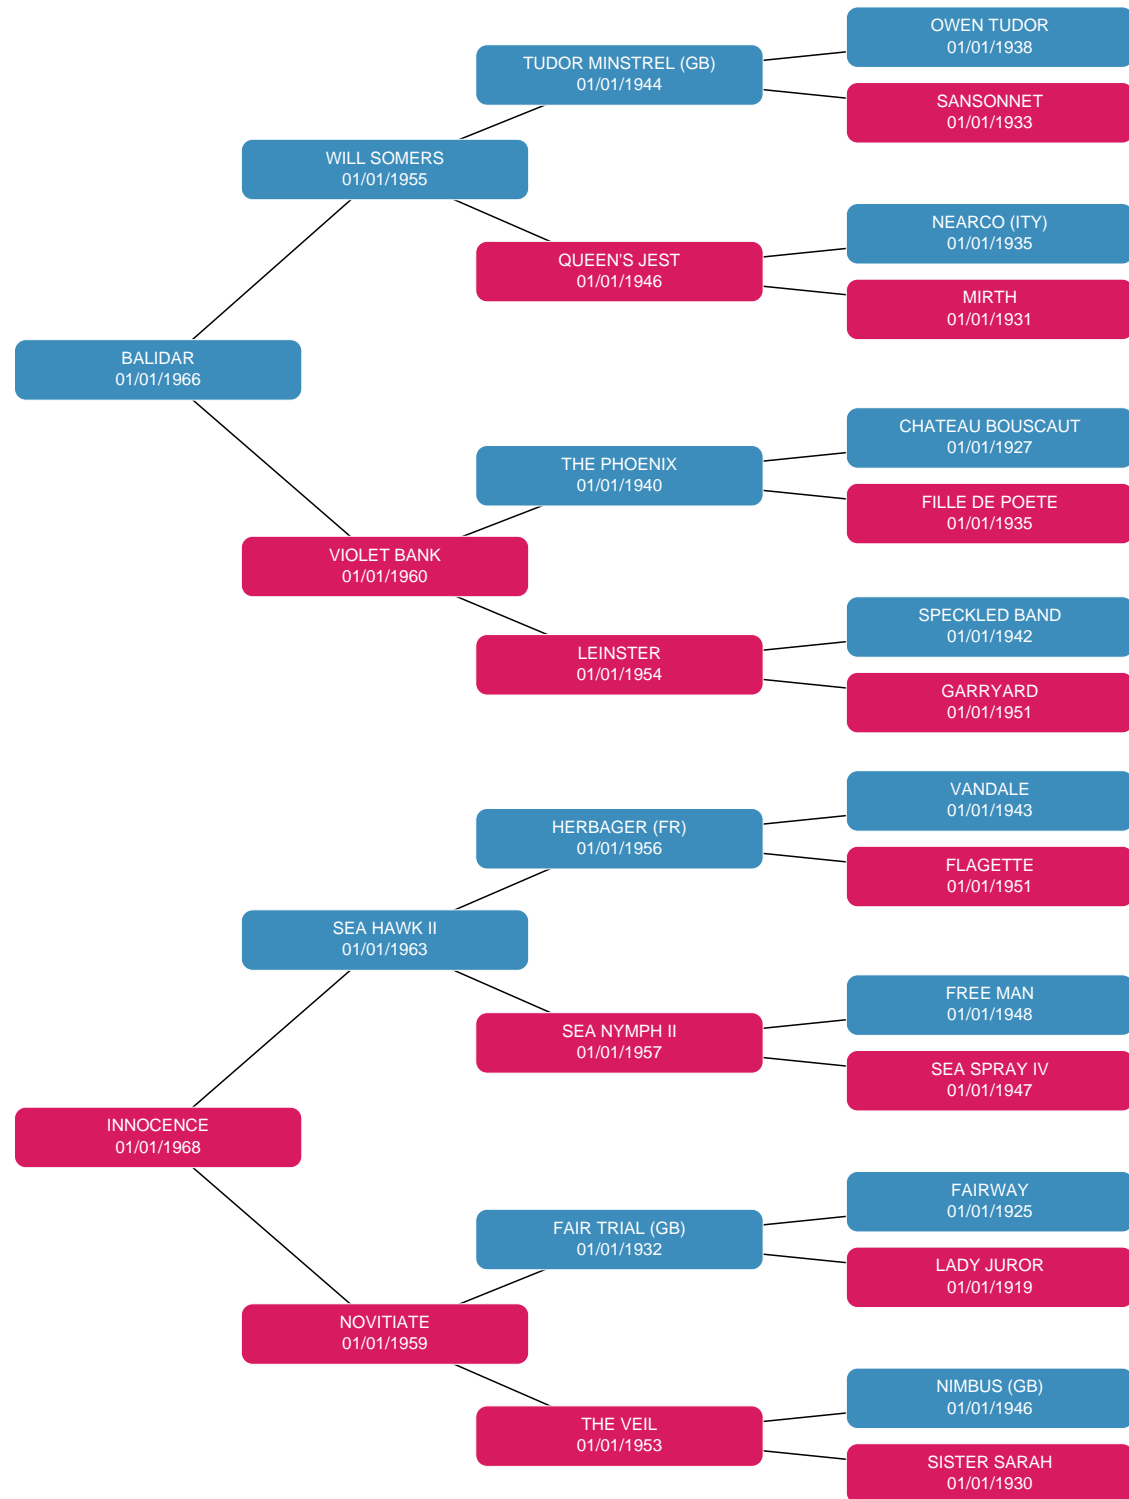 OWEN TUDOR
01/01/1938
TUDOR MINSTREL (GB)
01/01/1944
SANSONNET
01/01/1933
WILL SOMERS
01/01/1955
NEARCO (ITY)
01/01/1935
QUEEN'S JEST
01/01/1946
MIRTH
01/01/1931
BALIDAR
01/01/1966
CHATEAU BOUSCAUT
01/01/1927
THE PHOENIX
01/01/1940
FILLE DE POETE
01/01/1935
VIOLET BANK
01/01/1960
SPECKLED BAND
01/01/1942
LEINSTER
01/01/1954
GARRYARD
01/01/1951
VANDALE
01/01/1943
HERBAGER (FR)
01/01/1956
FLAGETTE
01/01/1951
SEA HAWK II
01/01/1963
FREE MAN
01/01/1948
SEA NYMPH II
01/01/1957
SEA SPRAY IV
01/01/1947
INNOCENCE
01/01/1968
FAIRWAY
01/01/1925
FAIR TRIAL (GB)
01/01/1932
LADY JUROR
01/01/1919
NOVITIATE
01/01/1959
NIMBUS (GB)
01/01/1946
THE VEIL
01/01/1953
SISTER SARAH
01/01/1930